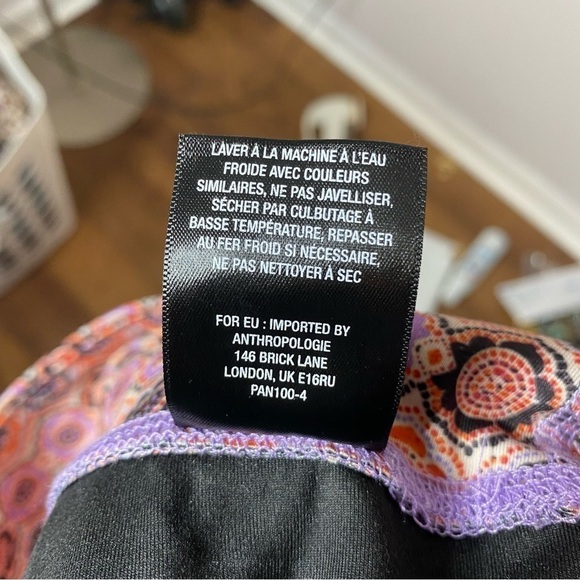 LAVER À LA MACHINE À L'EAU
FROIDE AVEC COULEURS
SIMILAIRES, NE PAS JAVELLISER,
SÉCHER PAR CULBUTAGE À
BASSE TEMPÉRATURE, REPASSER
AU FER FROID SI NÉCESSAIRE,
NE PAS NETTOYER À SEC
FOR EU : IMPORTED BY
ANTHROPOLOGIE
146 BRICK LANE
LONDON, UK E16RU
PAN100-4